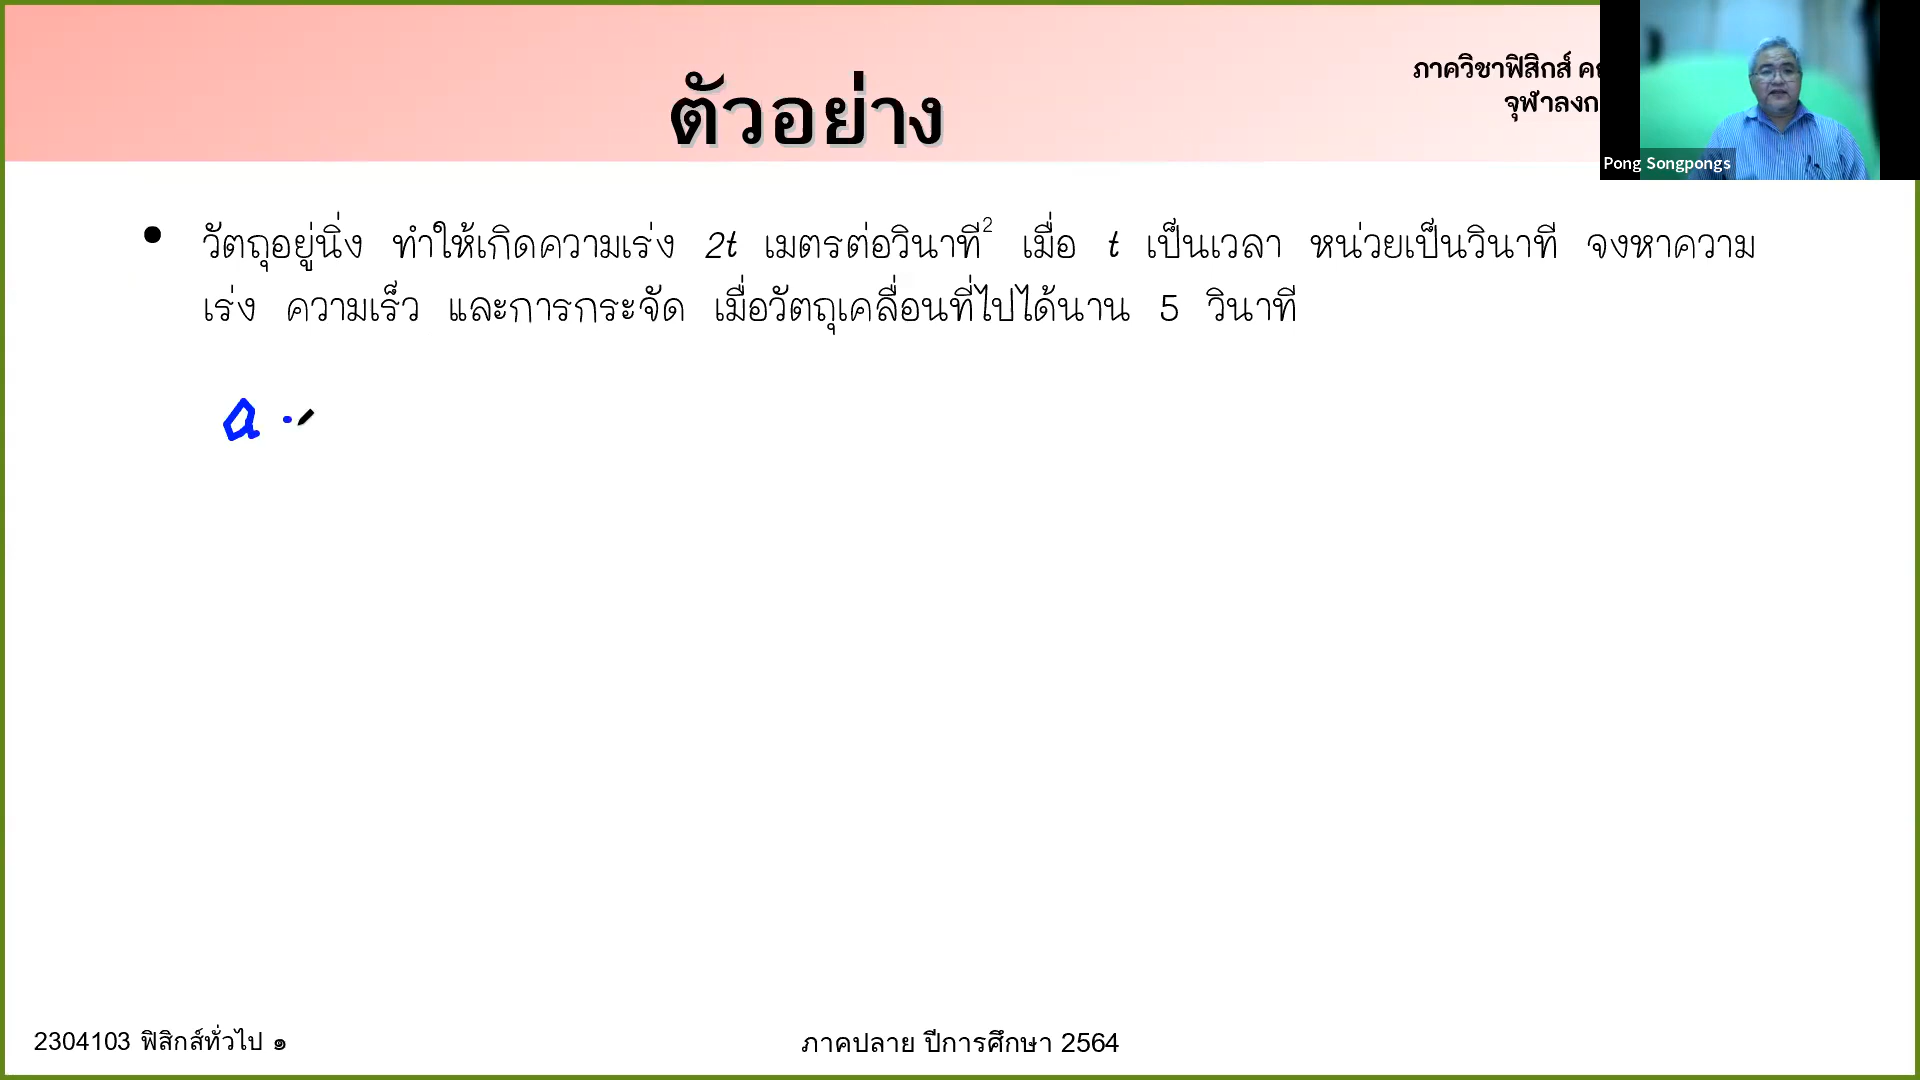 ตัวอย่าง
ภาควิชาฟิสิกส์
จุฬาลงก
Pong Songpongs
• วัตถุอยู่นิ่ง ทำให้เกิดความเร่ง 2t เมตรต่อวินาที² เมื่อ t เป็นเวลา หน่วยเป็นวินาที จงหาความ
เร่ง ความเร็ว และการกระจัด เมื่อวัตถุเคลื่อนที่ไปได้นาน 5 วินาที
a
2304103 ฟิสิกส์ทั่วไป ๑
ภาคปลาย ปีการศึกษา 2564